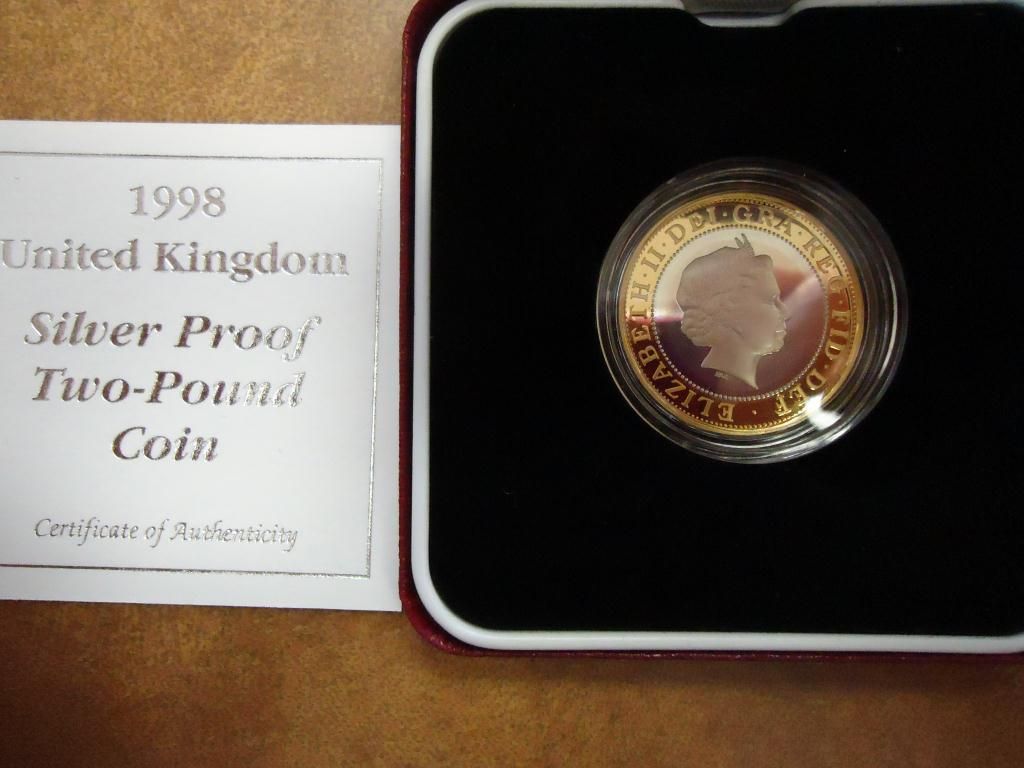 1998
United Kingdom
Silver Proof
Two-Pound
Coin
Certificate of Authenticity
ELIZABETH·II·DEI·GRA·REG·FID·DEF·